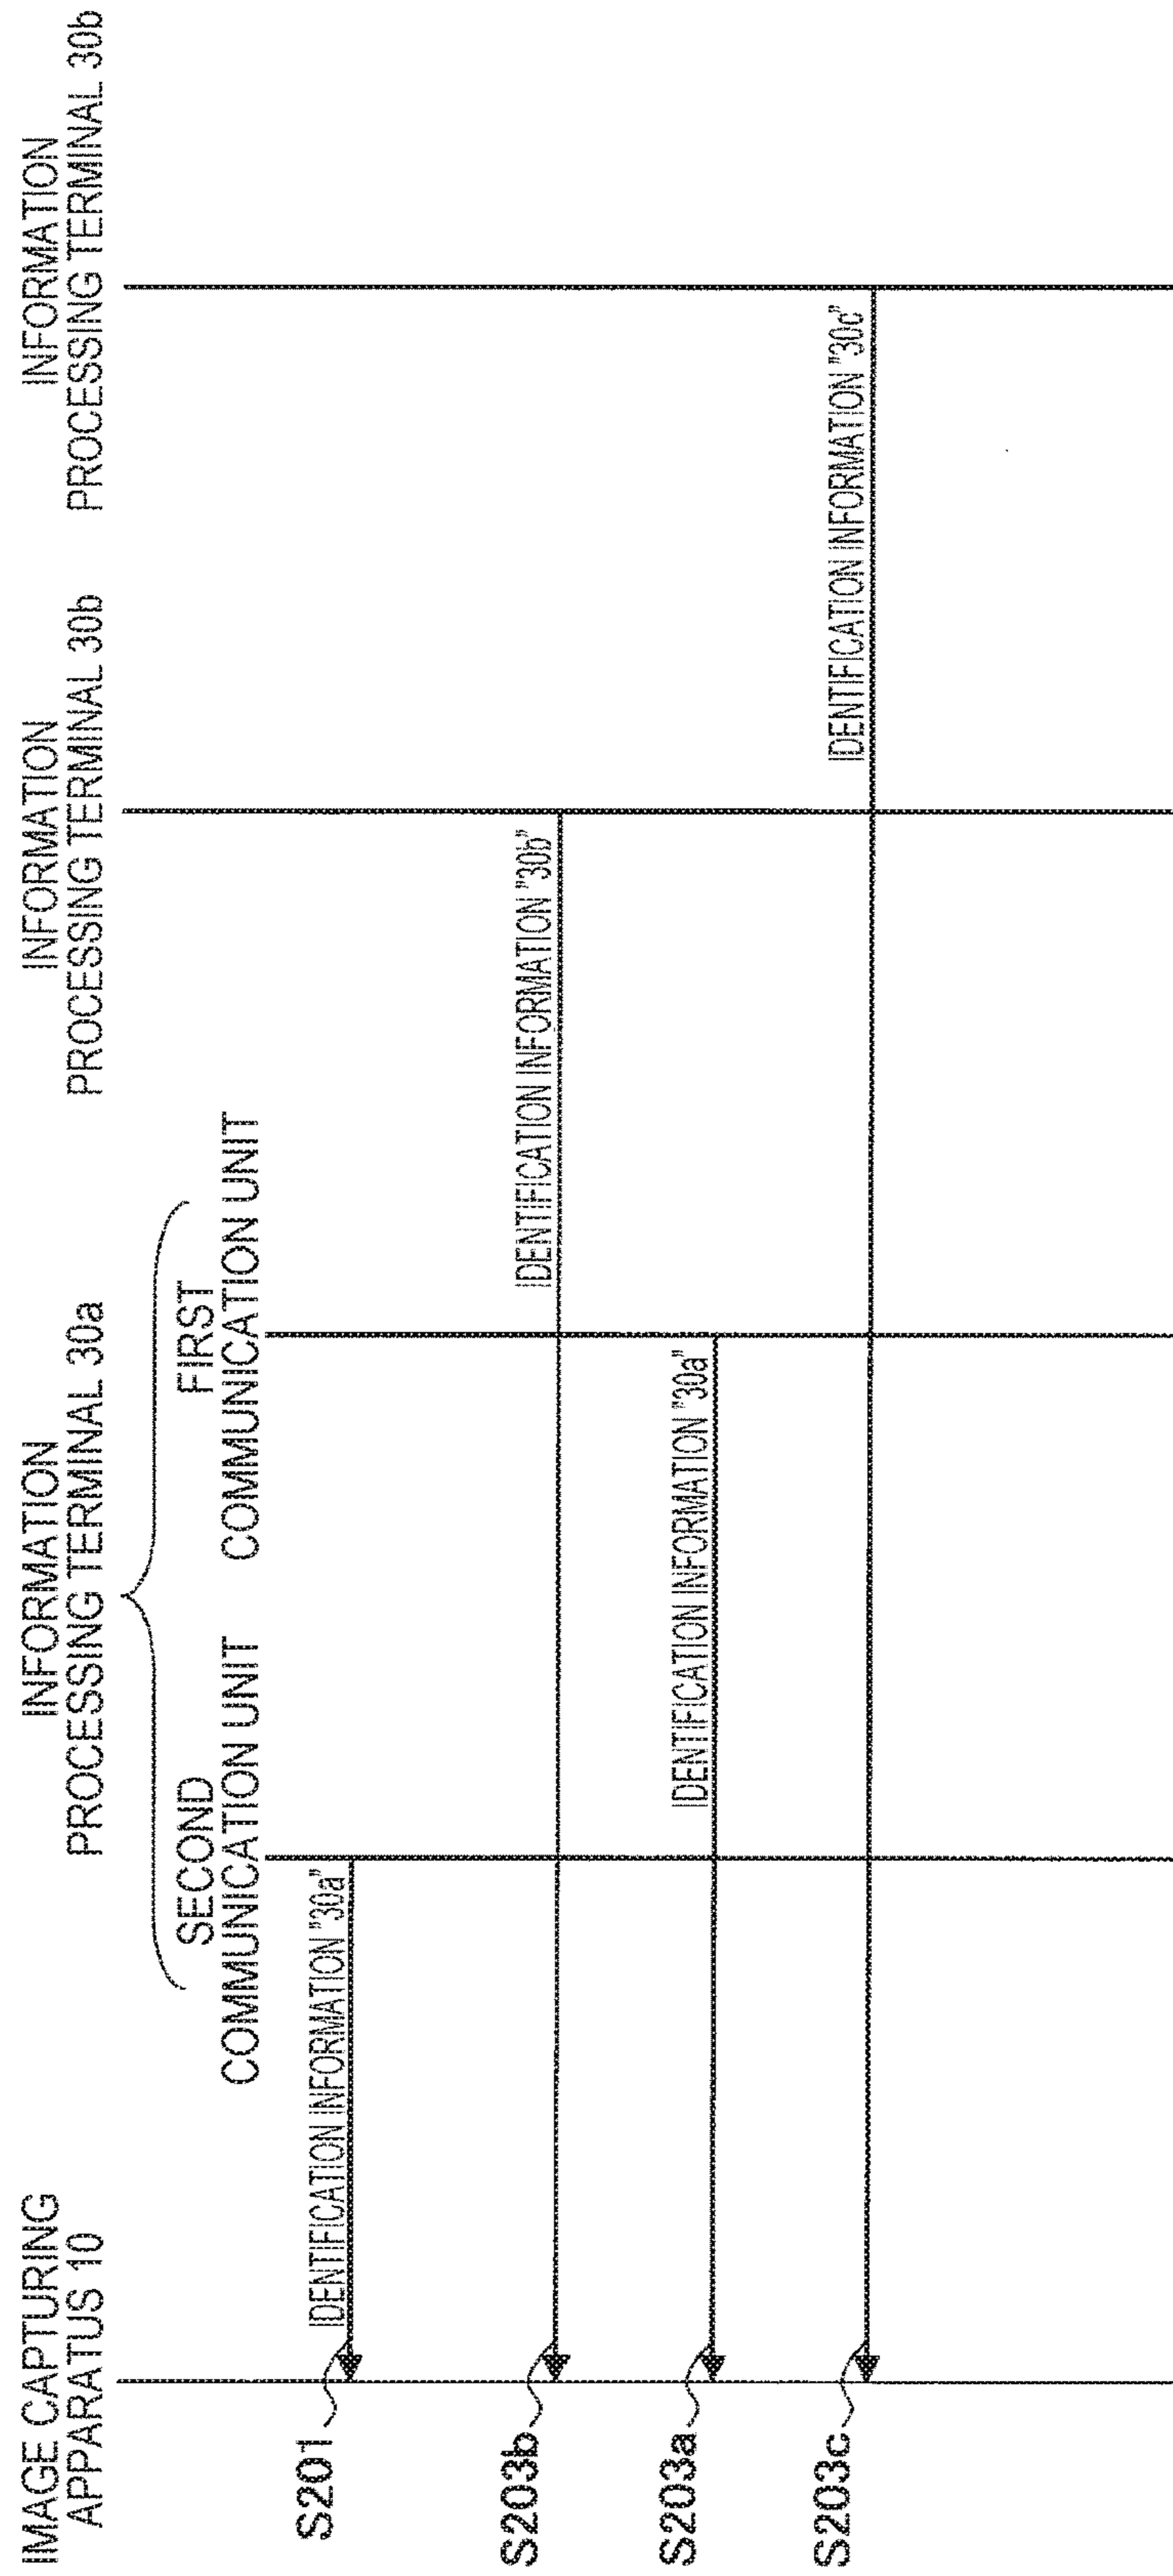 IMAGE CAPTURING
APPARATUS 10
INFORMATION
PROCESSING TERMINAL 30a
SECOND
COMMUNICATION UNIT
FIRST
COMMUNICATION UNIT
INFORMATION
PROCESSING TERMINAL 30b
INFORMATION
PROCESSING TERMINAL 30b
S201
IDENTIFICATION INFORMATION "30a"
S203b
IDENTIFICATION INFORMATION "30b"
S203a
IDENTIFICATION INFORMATION "30a"
S203c
IDENTIFICATION INFORMATION "30c"